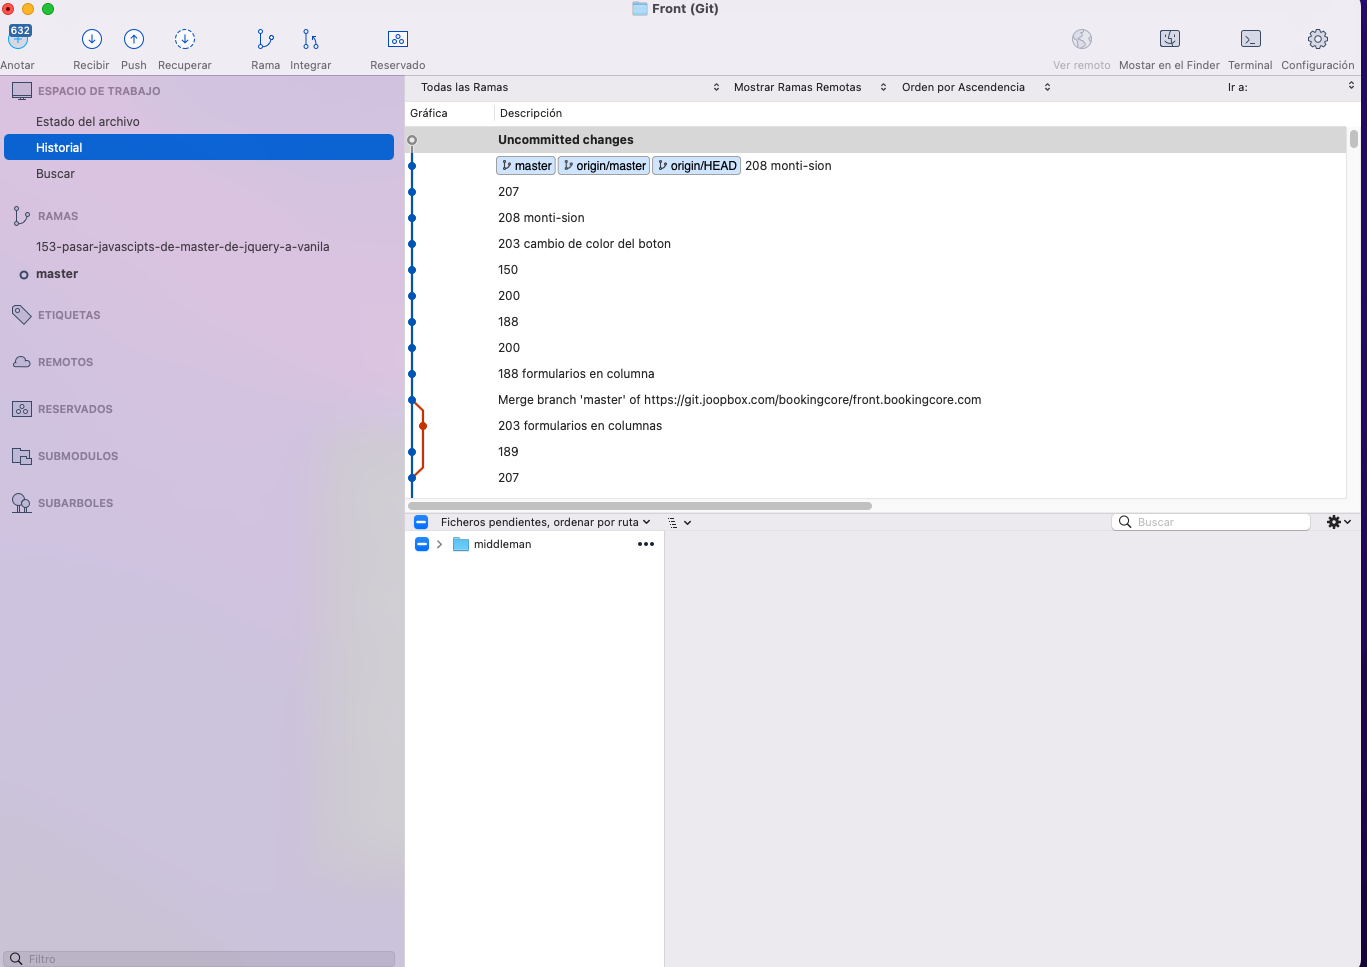 Front (Git)
632
Anotar
Recibir
Push
Recuperar
Rama
Integrar
Reservado
Ver remoto
Mostar en el Finder
Terminal
Configuración
ESPACIO DE TRABAJO
Estado del archivo
Historial
Buscar
RAMAS
153-pasar-javascipts-de-master-de-jquery-a-vanila
master
ETIQUETAS
REMOTOS
RESERVADOS
SUBMODULOS
SUBARBOLES
Filtro
Todas las Ramas
Mostrar Ramas Remotas
Orden por Ascendencia
Ir a:
Gráfica
Descripción
Uncommitted changes
master origin/master origin/HEAD 208 monti-sion
207
208 monti-sion
203 cambio de color del boton
150
200
188
200
188 formularios en columna
Merge branch 'master' of https://git.joopbox.com/bookingcore/front.bookingcore.com
203 formularios en columnas
189
207
Ficheros pendientes, ordenar por ruta
Buscar
middleman